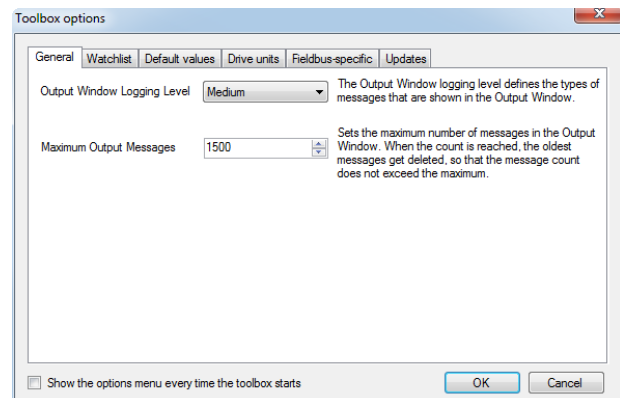 Toolbox options
General Watchlist Default values Drive units Fieldbus-specific Updates
Output Window Logging Level Medium The Output Window logging level defines the types of
messages that are shown in the Output Window.
Sets the maximum number of messages in the Output
Maximum Output Messages 1500 Window. When the count is reached, the oldest
messages get deleted, so that the message count
does not exceed the maximum.
Show the options menu every time the toolbox starts OK Cancel